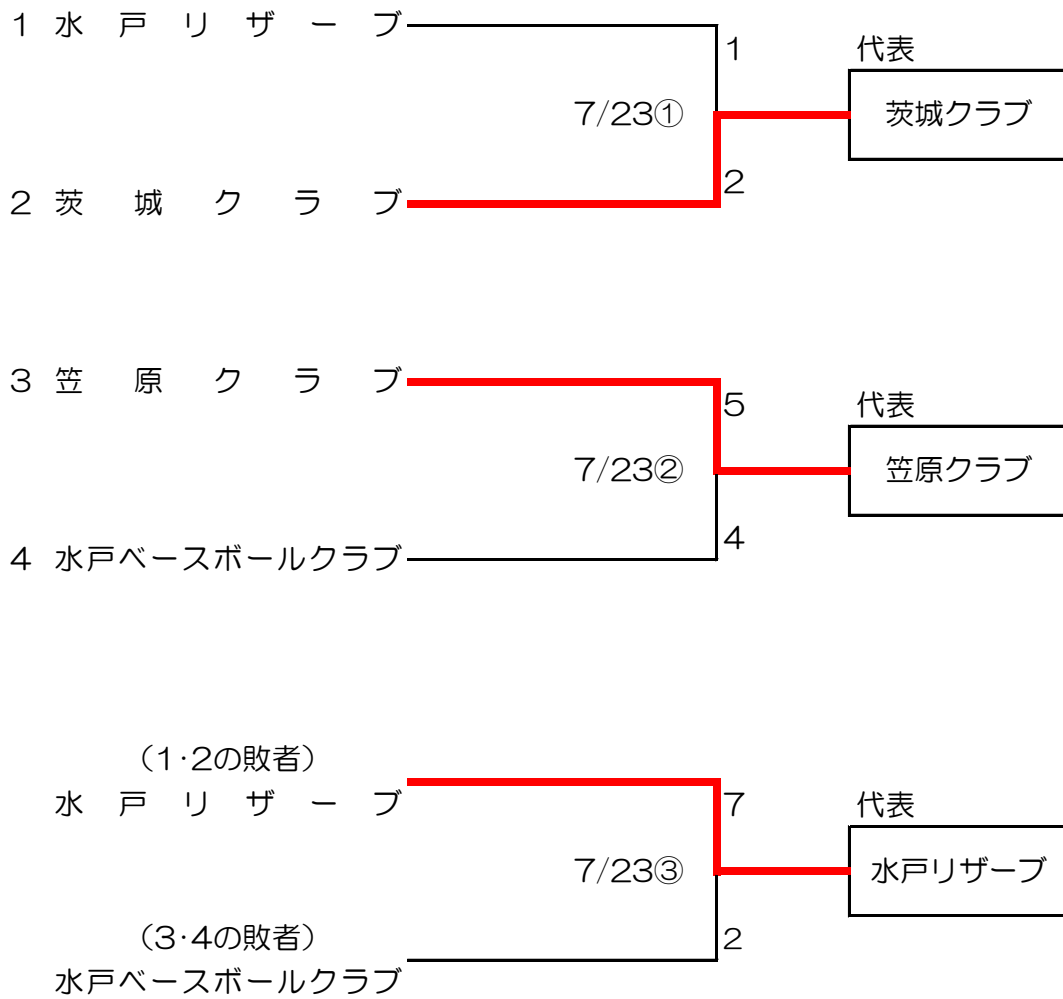 1 水戸リザーブ
1
代表
7/23①
茨城クラブ
2 茨城クラブ
2
3 笠原クラブ
5
代表
7/23②
笠原クラブ
4 水戸ベースボールクラブ
4
（1・2の敗者）
水戸リザーブ
7
代表
7/23③
水戸リザーブ
（3・4の敗者）
2
水戸ベースボールクラブ